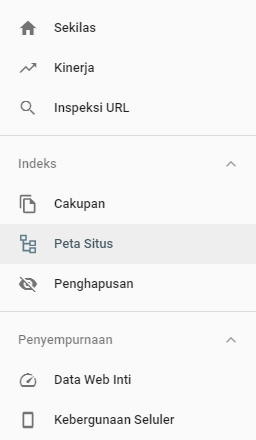 Sekilas
Kinerja
Inspeksi URL
Indeks
Cakupan
Peta Situs
Penghapusan
Penyempurnaan
Data Web Inti
Kebergunaan Seluler